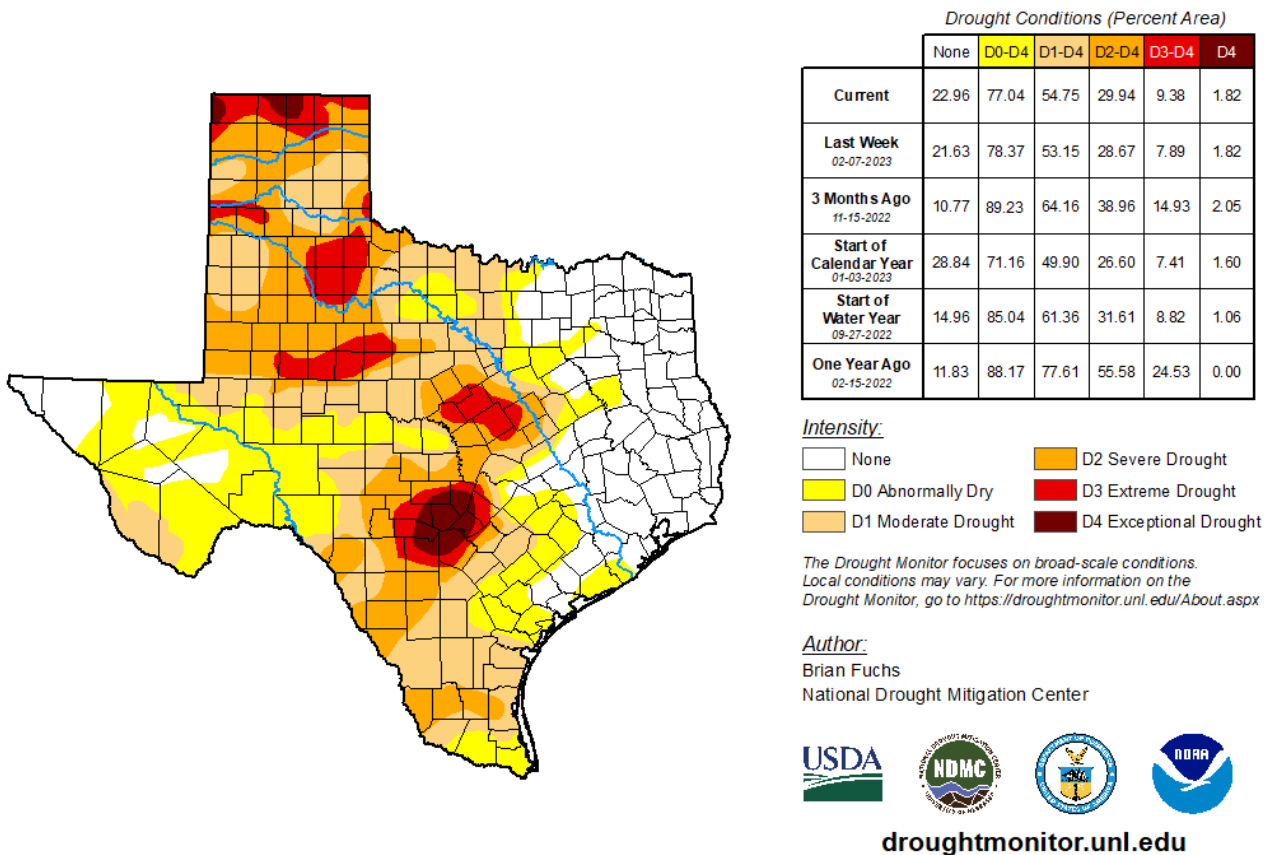 Drought Conditions (Percent Area)
None D0-D4 D1-D4 D2-D4 D3-D4 D4
Current 22.96 77.04 54.75 29.94 9.38 1.82
Last Week
02-07-2023
21.63 78.37 53.15 28.67 7.89 1.82
3 Months Ago
11-15-2022
10.77 89.23 64.16 38.96 14.93 2.05
Start of
Calendar Year
01-03-2023
28.84 71.16 49.90 26.60 7.41 1.60
Start of
Water Year
09-27-2022
14.96 85.04 61.36 31.61 8.82 1.06
One Year Ago
02-15-2022
11.83 88.17 77.61 55.58 24.53 0.00
Intensity:
None
D0 Abnormally Dry
D1 Moderate Drought
D2 Severe Drought
D3 Extreme Drought
D4 Exceptional Drought
The Drought Monitor focuses on broad-scale conditions.
Local conditions may vary. For more information on the
Drought Monitor, go to https://droughtmonitor.unl.edu/About.aspx
Author:
Brian Fuchs
National Drought Mitigation Center
USDA
NDMC
NOAA
droughtmonitor.unl.edu